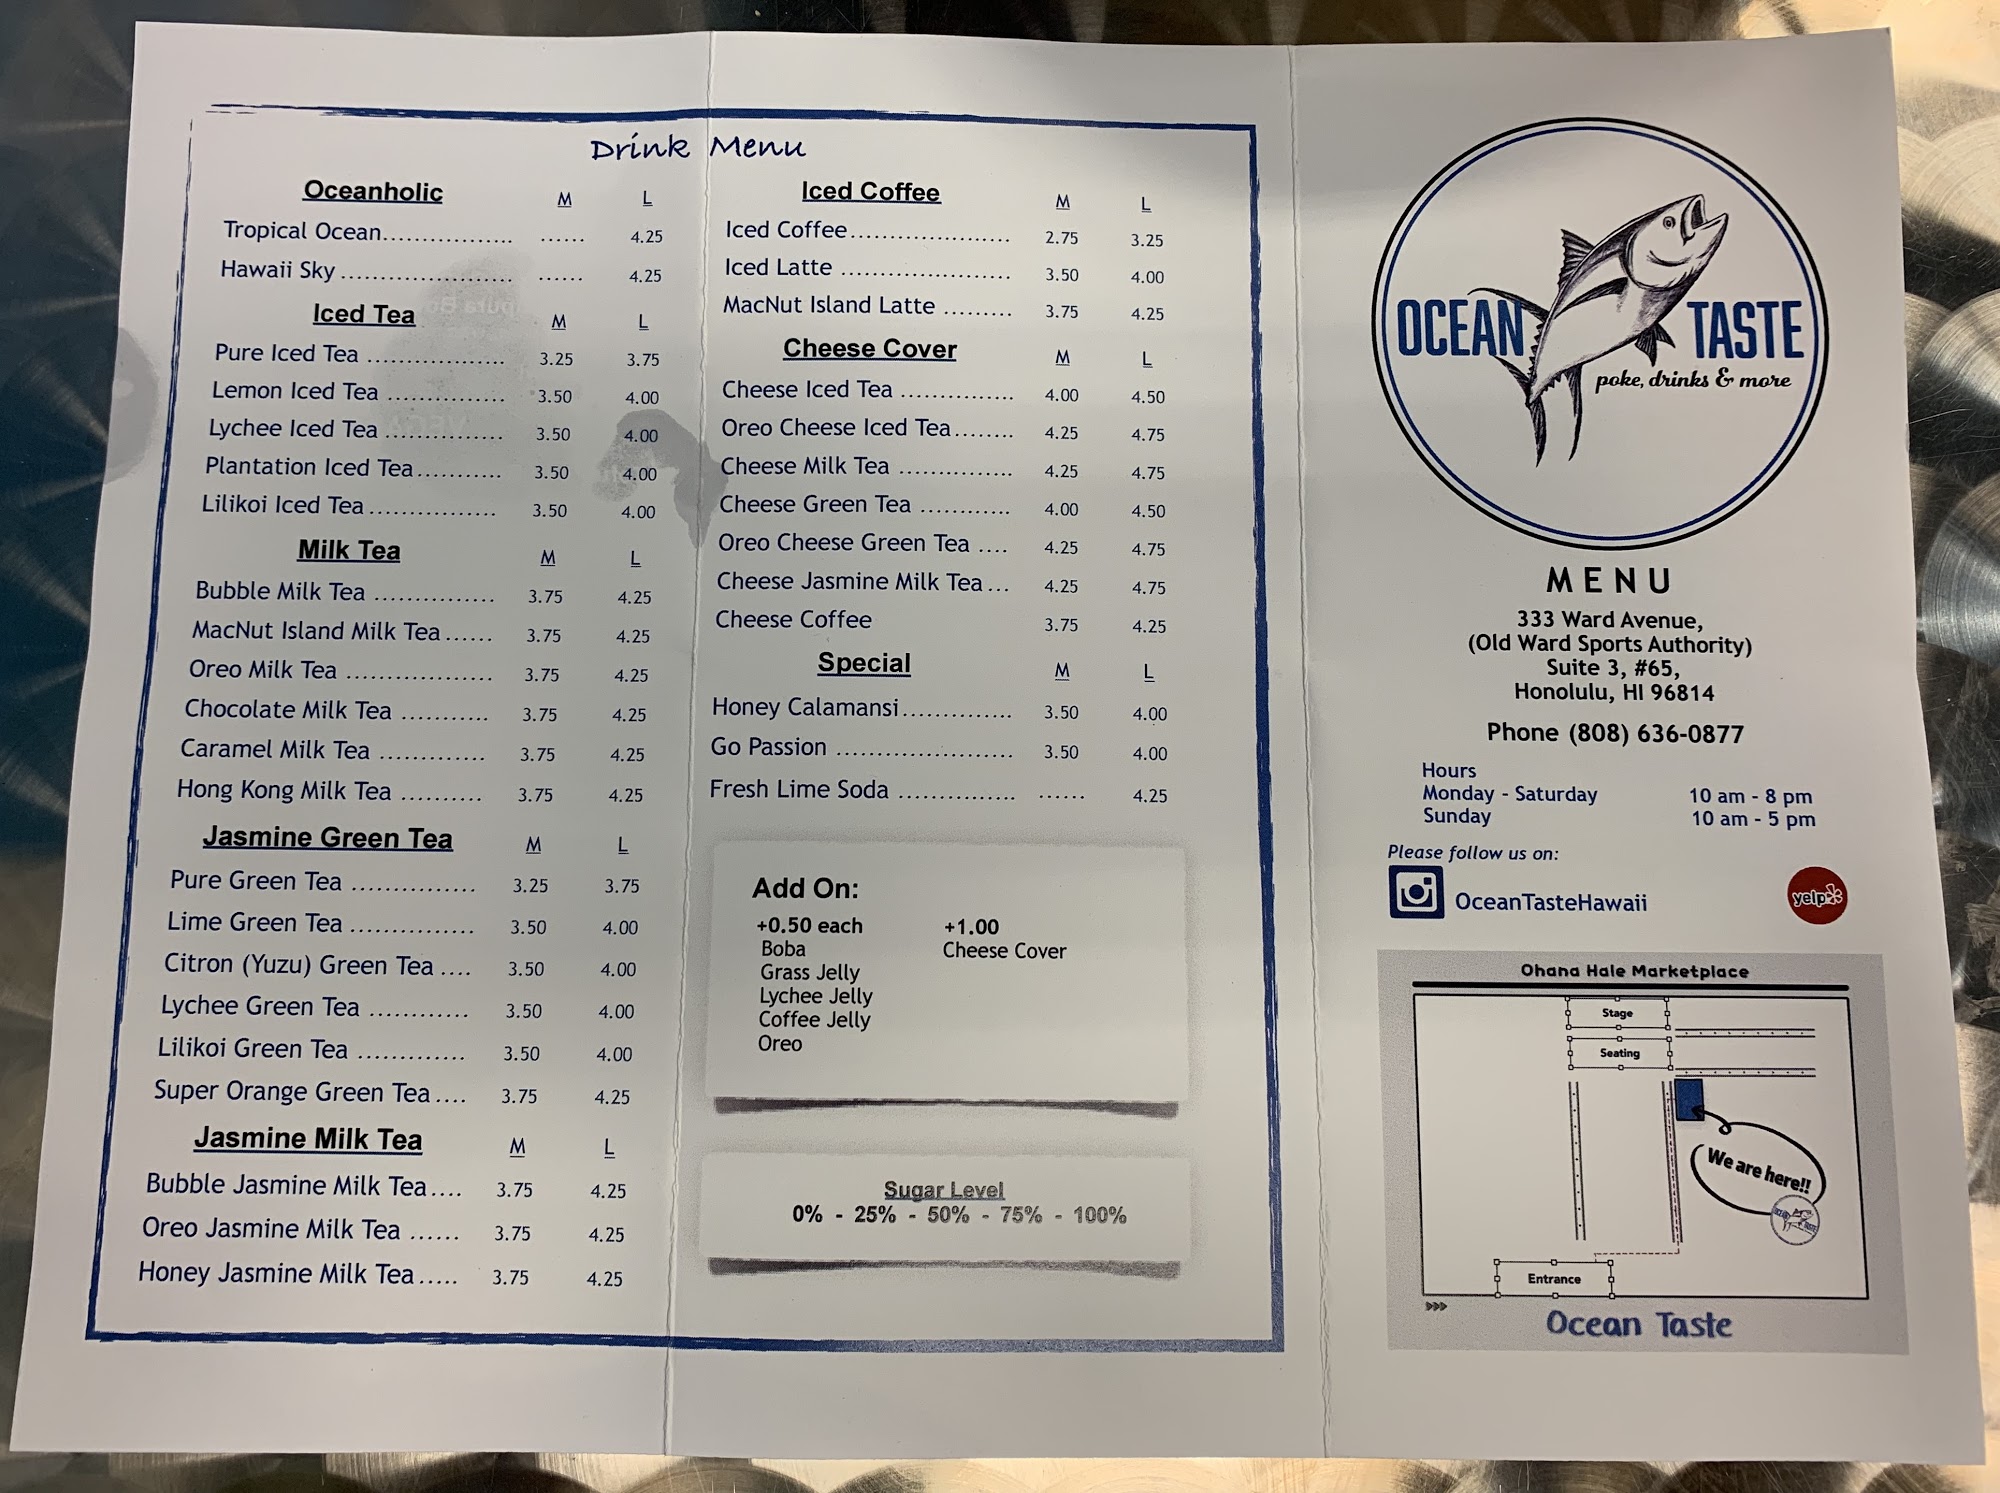 Drink Menu
Oceanholic M L
Tropical Ocean................. ...... 4.25
Hawaii Sky ........................ ...... 4.25
Iced Tea M L
Pure Iced Tea ................... 3.25 3.75
Lemon Iced Tea ................ 3.50 4.00
Lychee Iced Tea ................ 3.50 4.00
Plantation Iced Tea............ 3.50 4.00
Lilikoi Iced Tea.................. 3.50 4.00
Milk Tea M L
Bubble Milk Tea ................ 3.75 4.25
MacNut Island Milk Tea...... 3.75 4.25
Oreo Milk Tea ................... 3.75 4.25
Chocolate Milk Tea ........... 3.75 4.25
Caramel Milk Tea ............. 3.75 4.25
Hong Kong Milk Tea .......... 3.75 4.25
Jasmine Green Tea M L
Pure Green Tea ................ 3.25 3.75
Lime Green Tea ................ 3.50 4.00
Citron (Yuzu) Green Tea .... 3.50 4.00
Lychee Green Tea ............. 3.50 4.00
Lilikoi Green Tea .............. 3.50 4.00
Super Orange Green Tea.... 3.75 4.25
Jasmine Milk Tea M L
Bubble Jasmine Milk Tea.... 3.75 4.25
Oreo Jasmine Milk Tea ...... 3.75 4.25
Honey Jasmine Milk Tea..... 3.75 4.25
Iced Coffee M L
Iced Coffee...................... 2.75 3.25
Iced Latte ........................ 3.50 4.00
MacNut Island Latte ......... 3.75 4.25
Cheese Cover M L
Cheese Iced Tea ............... 4.00 4.50
Oreo Cheese Iced Tea........ 4.25 4.75
Cheese Milk Tea ............... 4.25 4.75
Cheese Green Tea ............ 4.00 4.50
Oreo Cheese Green Tea .... 4.25 4.75
Cheese Jasmine Milk Tea... 4.25 4.75
Cheese Coffee 3.75 4.25
Special M L
Honey Calamansi.............. 3.50 4.00
Go Passion ....................... 3.50 4.00
Fresh Lime Soda ............... ...... 4.25
Add On:
+0.50 each +1.00
Boba Cheese Cover
Grass Jelly
Lychee Jelly
Coffee Jelly
Oreo
Sugar Level
0% - 25% - 50% - 75% - 100%
OCEAN TASTE
poke, drinks & more
MENU
333 Ward Avenue,
(Old Ward Sports Authority)
Suite 3, #65,
Honolulu, HI 96814
Phone (808) 636-0877
Hours
Monday - Saturday 10 am - 8 pm
Sunday 10 am - 5 pm
Please follow us on:
OceanTasteHawaii yelp
Ohana Hale Marketplace
Stage
Seating
We are here!!
OCEAN TASTE
Entrance
Ocean Taste